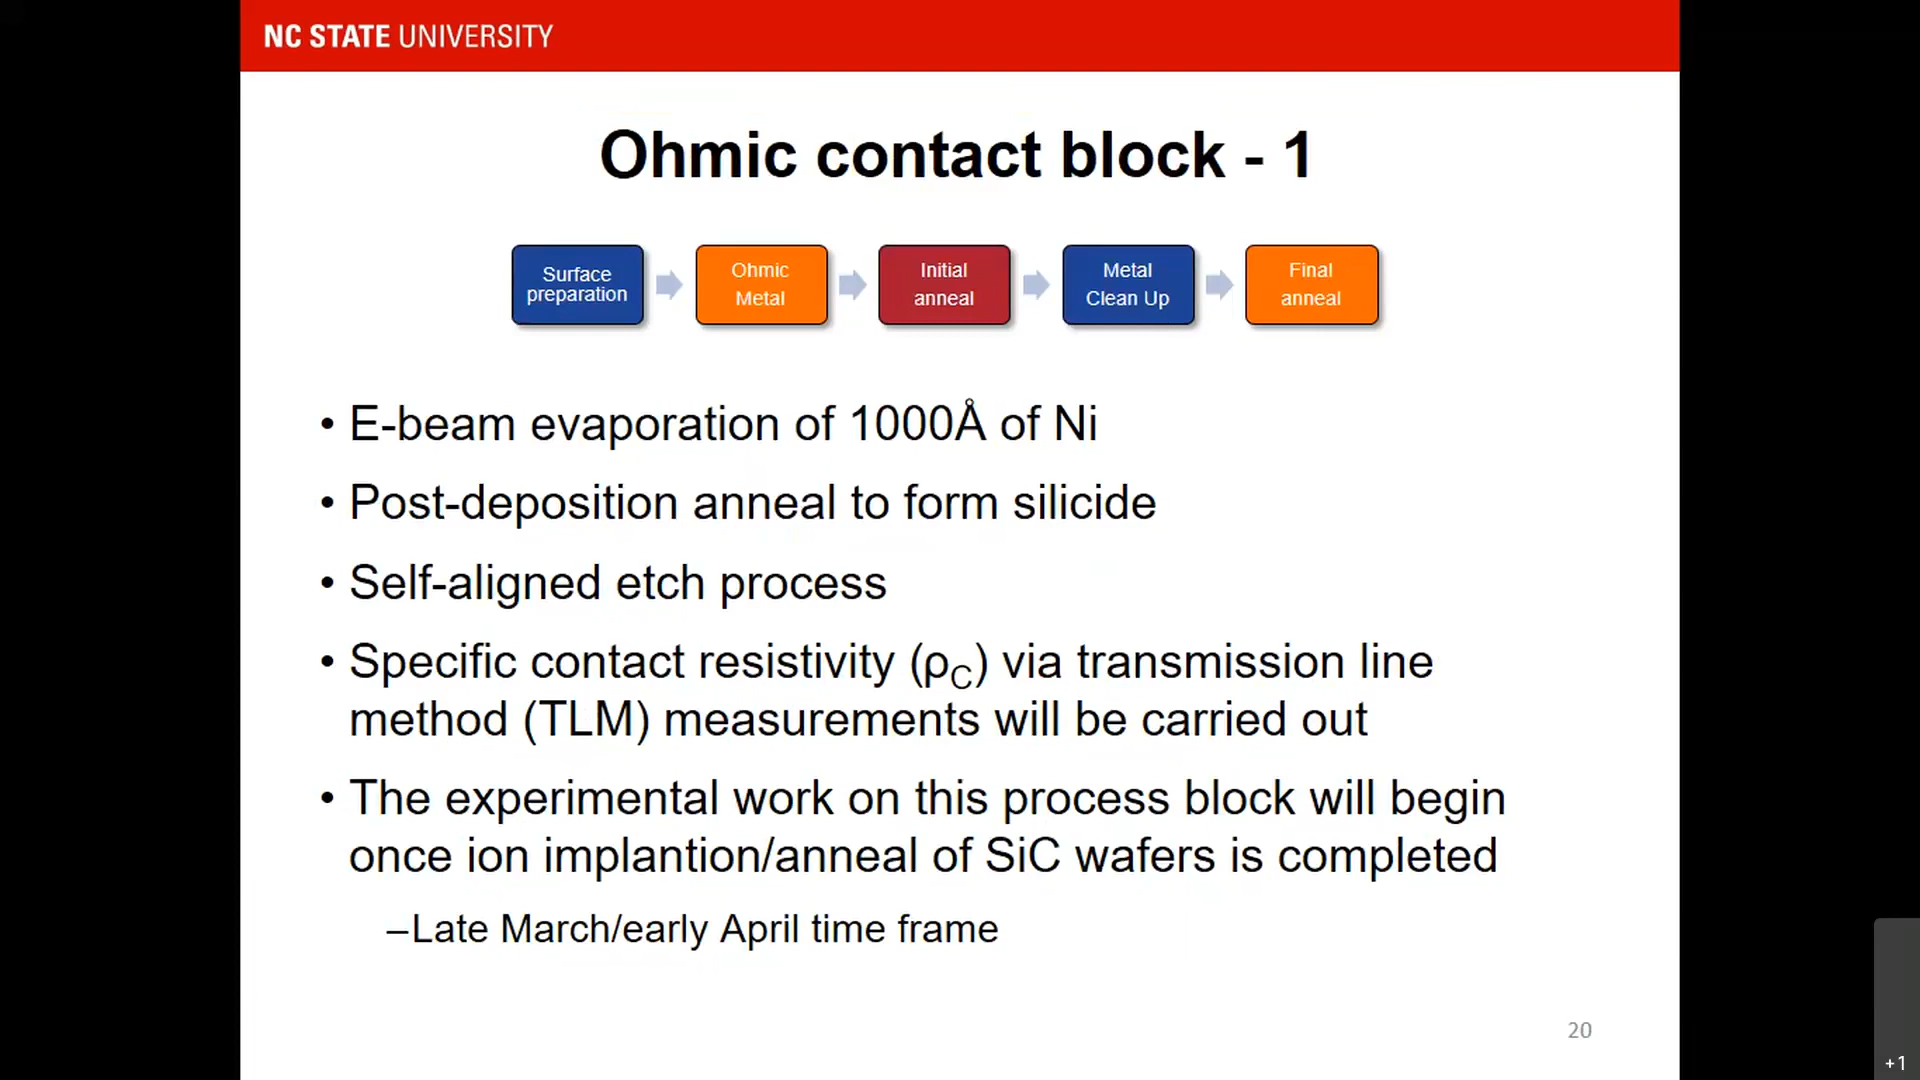 NC STATE UNIVERSITY
Ohmic contact block - 1
Surface
preparation
Ohmic
Metal
Initial
anneal
Metal
Clean Up
Final
anneal
• E-beam evaporation of 1000Å of Ni
• Post-deposition anneal to form silicide
• Self-aligned etch process
• Specific contact resistivity (ρC) via transmission line
method (TLM) measurements will be carried out
• The experimental work on this process block will begin
once ion implantion/anneal of SiC wafers is completed
–Late March/early April time frame
20
+1